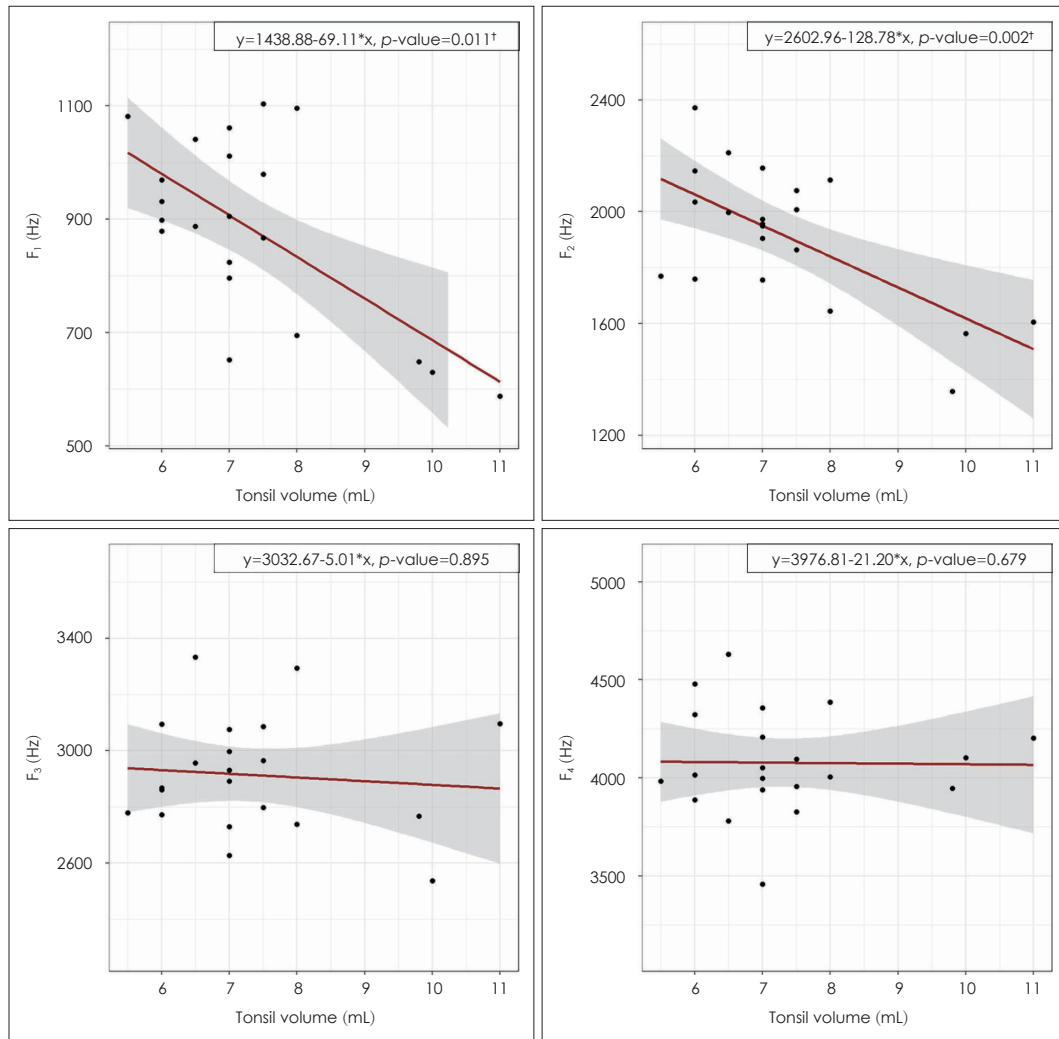 y=1438.88-69.11*x, p-value=0.011†
1100
900
700
500
F₁ (Hz)
6 7 8 9 10 11
Tonsil volume (mL)
y=2602.96-128.78*x, p-value=0.002†
2400
2000
1600
1200
F₂ (Hz)
6 7 8 9 10 11
Tonsil volume (mL)
y=3032.67-5.01*x, p-value=0.895
3400
3000
2600
F₃ (Hz)
6 7 8 9 10 11
Tonsil volume (mL)
y=3976.81-21.20*x, p-value=0.679
5000
4500
4000
3500
F₄ (Hz)
6 7 8 9 10 11
Tonsil volume (mL)